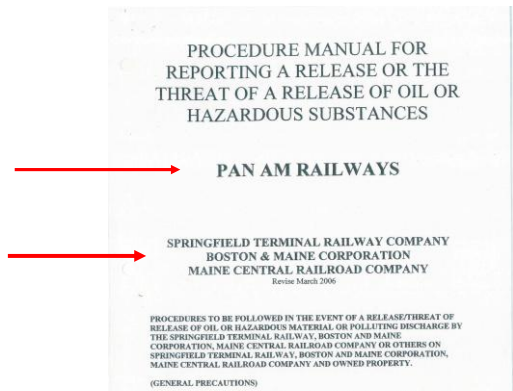 PROCEDURE MANUAL FOR
REPORTING A RELEASE OR THE
THREAT OF A RELEASE OF OIL OR
HAZARDOUS SUBSTANCES
PAN AM RAILWAYS
SPRINGFIELD TERMINAL RAILWAY COMPANY
BOSTON & MAINE CORPORATION
MAINE CENTRAL RAILROAD COMPANY
Revise March 2006
PROCEDURES TO BE FOLLOWED IN THE EVENT OF A RELEASE/THREAT OF
RELEASE OF OIL OR HAZARDOUS MATERIAL OR POLLUTING DISCHARGE BY
THE SPRINGFIELD TERMINAL RAILWAY, BOSTON AND MAINE
CORPORATION, MAINE CENTRAL RAILROAD COMPANY OR OTHERS ON
SPRINGFIELD TERMINAL RAILWAY, BOSTON AND MAINE CORPORATION,
MAINE CENTRAL RAILROAD COMPANY AND OWNED PROPERTY.
(GENERAL PRECAUTIONS)